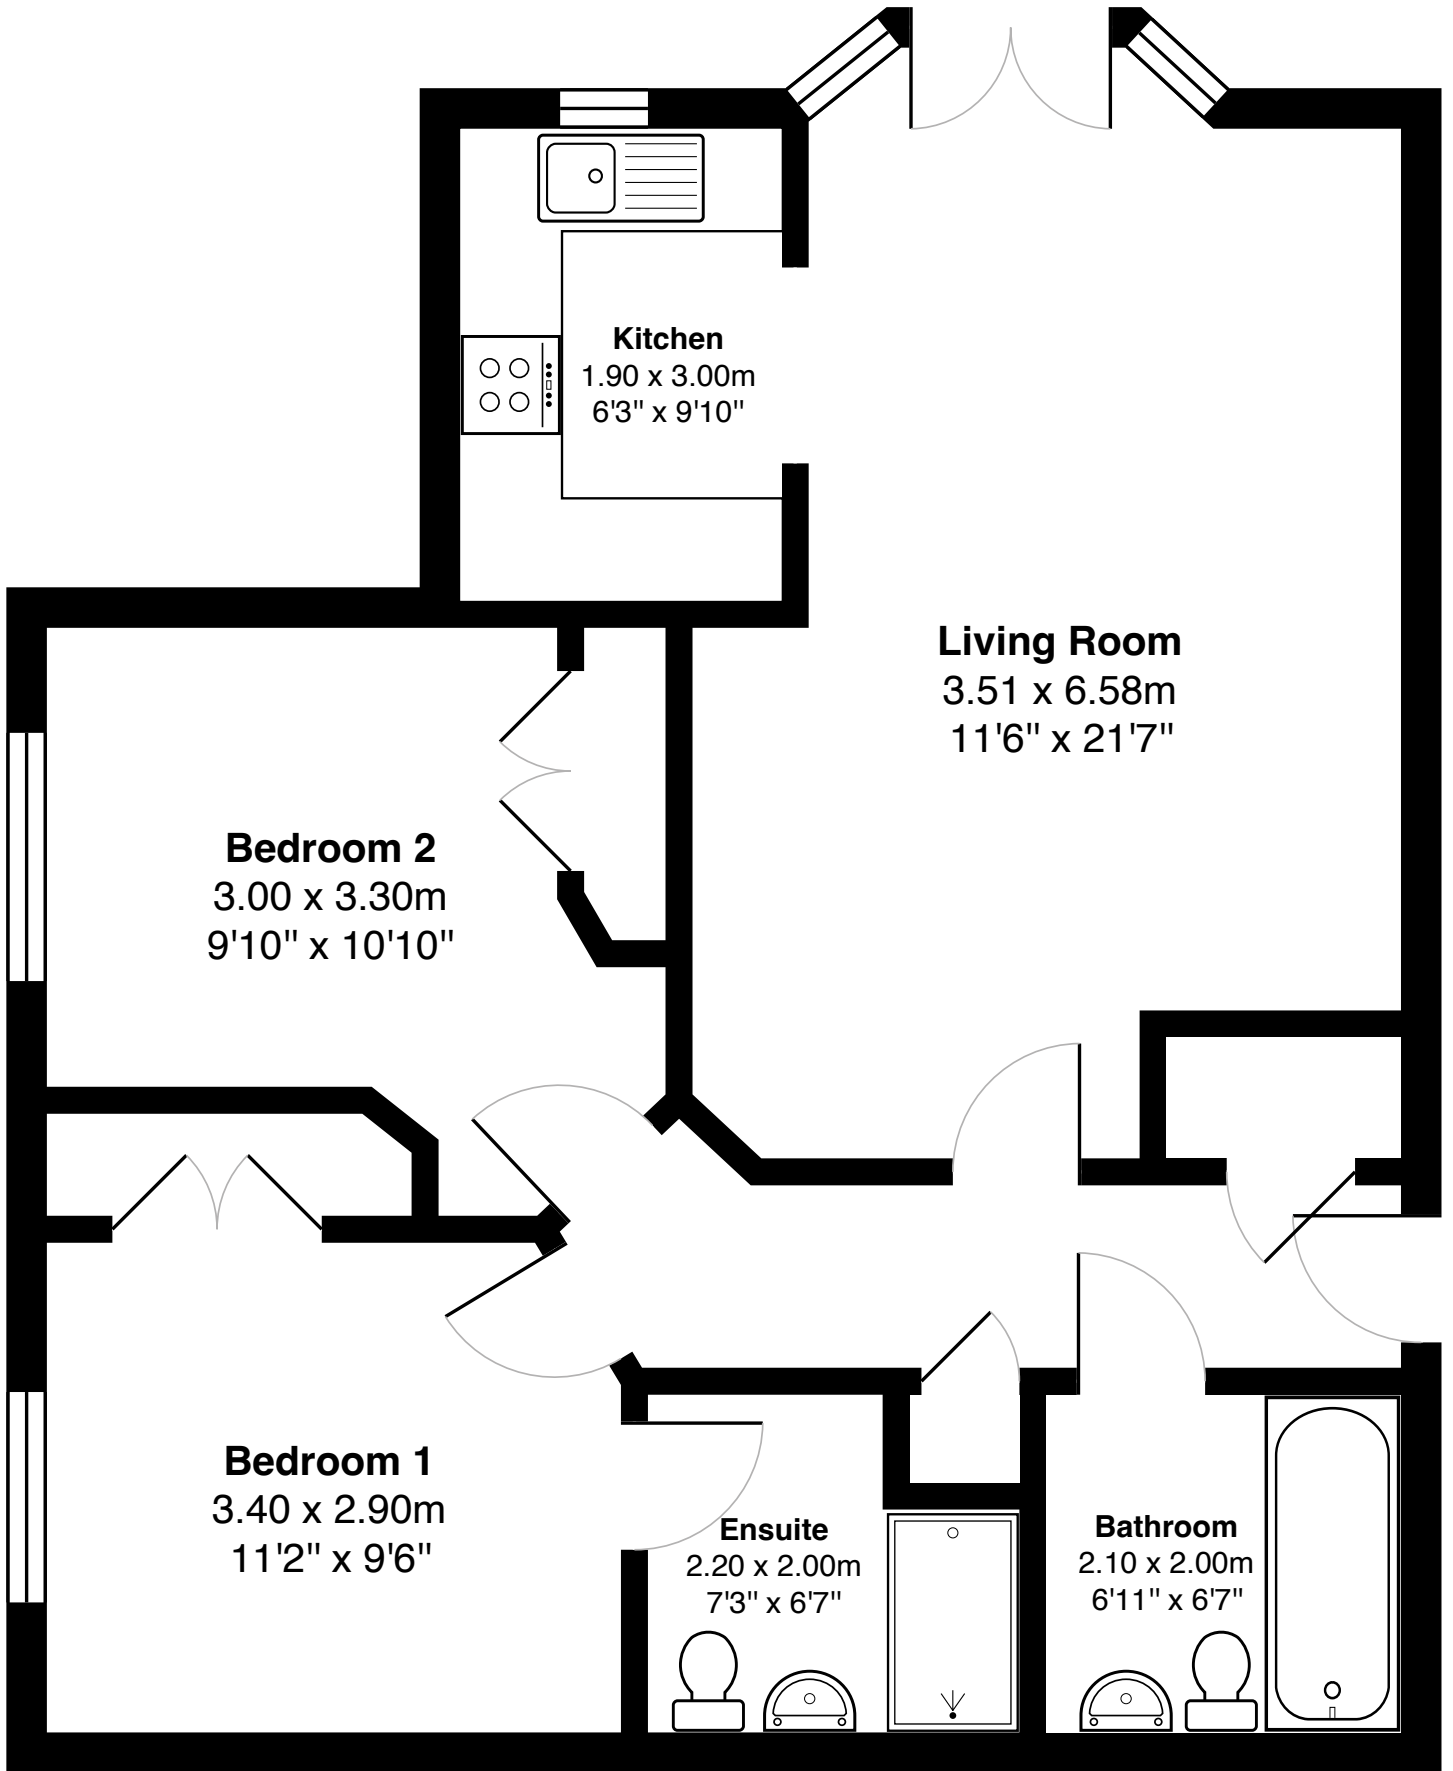 Kitchen
1.90 x 3.00m
6'3" x 9'10"
Living Room
3.51 x 6.58m
11'6" x 21'7"
Bedroom 2
3.00 x 3.30m
9'10" x 10'10"
Bedroom 1
3.40 x 2.90m
11'2" x 9'6"
Ensuite
2.20 x 2.00m
7'3" x 6'7"
Bathroom
2.10 x 2.00m
6'11" x 6'7"